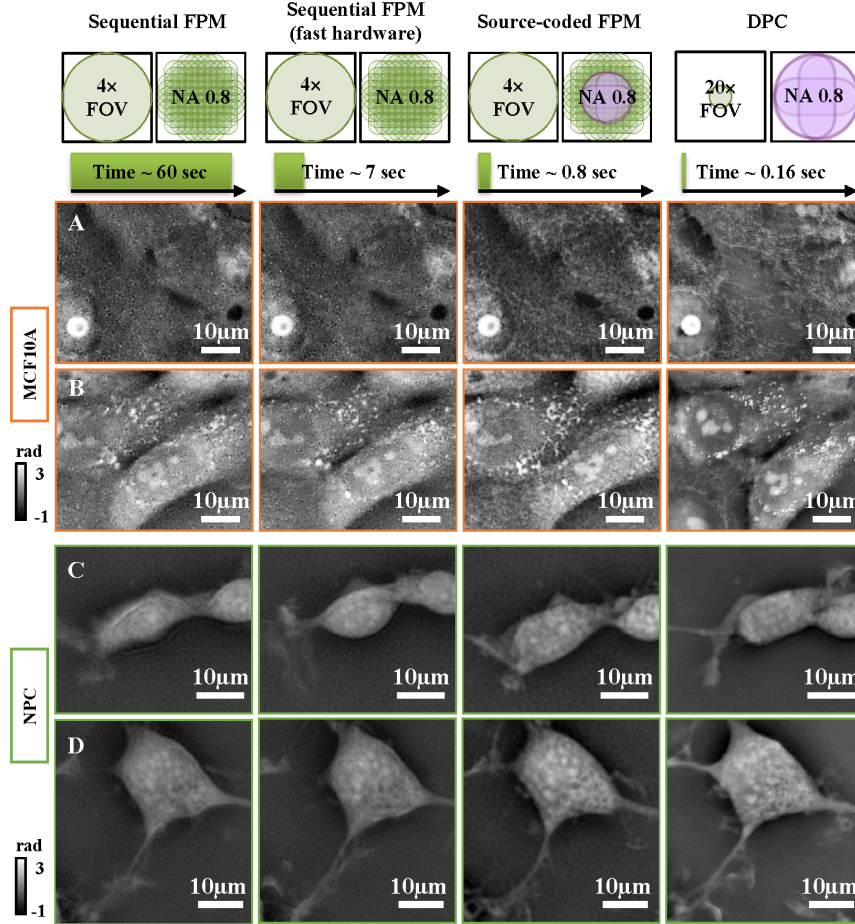 Sequential FPM
Sequential FPM
(fast hardware)
Source-coded FPM
DPC
4×
FOV
NA 0.8
4×
FOV
NA 0.8
4×
FOV
NA 0.8
20×
FOV
NA 0.8
Time ~ 60 sec
Time ~ 7 sec
Time ~ 0.8 sec
Time ~ 0.16 sec
MCF10A
A
10μm
10μm
10μm
10μm
B
10μm
10μm
10μm
10μm
rad
3
-1
NPC
C
10μm
10μm
10μm
10μm
D
10μm
10μm
10μm
10μm
rad
3
-1